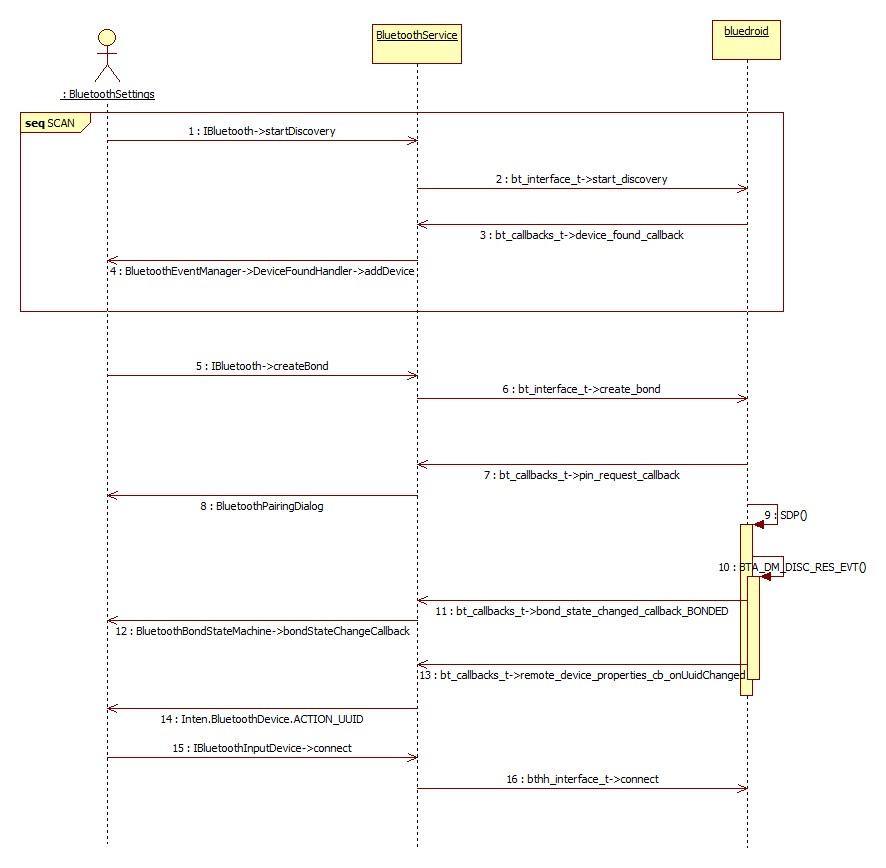 BluetoothService
bluedroid
: BluetoothSettings
seq SCAN
1 : IBluetooth->startDiscovery
2 : bt_interface_t->start_discovery
3 : bt_callbacks_t->device_found_callback
4 : BluetoothEventManager->DeviceFoundHandler->addDevice
5 : IBluetooth->createBond
6 : bt_interface_t->create_bond
7 : bt_callbacks_t->pin_request_callback
8 : BluetoothPairingDialog
9 : SDP()
10 : BTA_DM_DISC_RES_EVT()
11 : bt_callbacks_t->bond_state_changed_callback_BONDED
12 : BluetoothBondStateMachine->bondStateChangeCallback
13 : bt_callbacks_t->remote_device_properties_cb_onUuidChanged
14 : Inten.BluetoothDevice.ACTION_UUID
15 : IBluetoothInputDevice->connect
16 : bthh_interface_t->connect